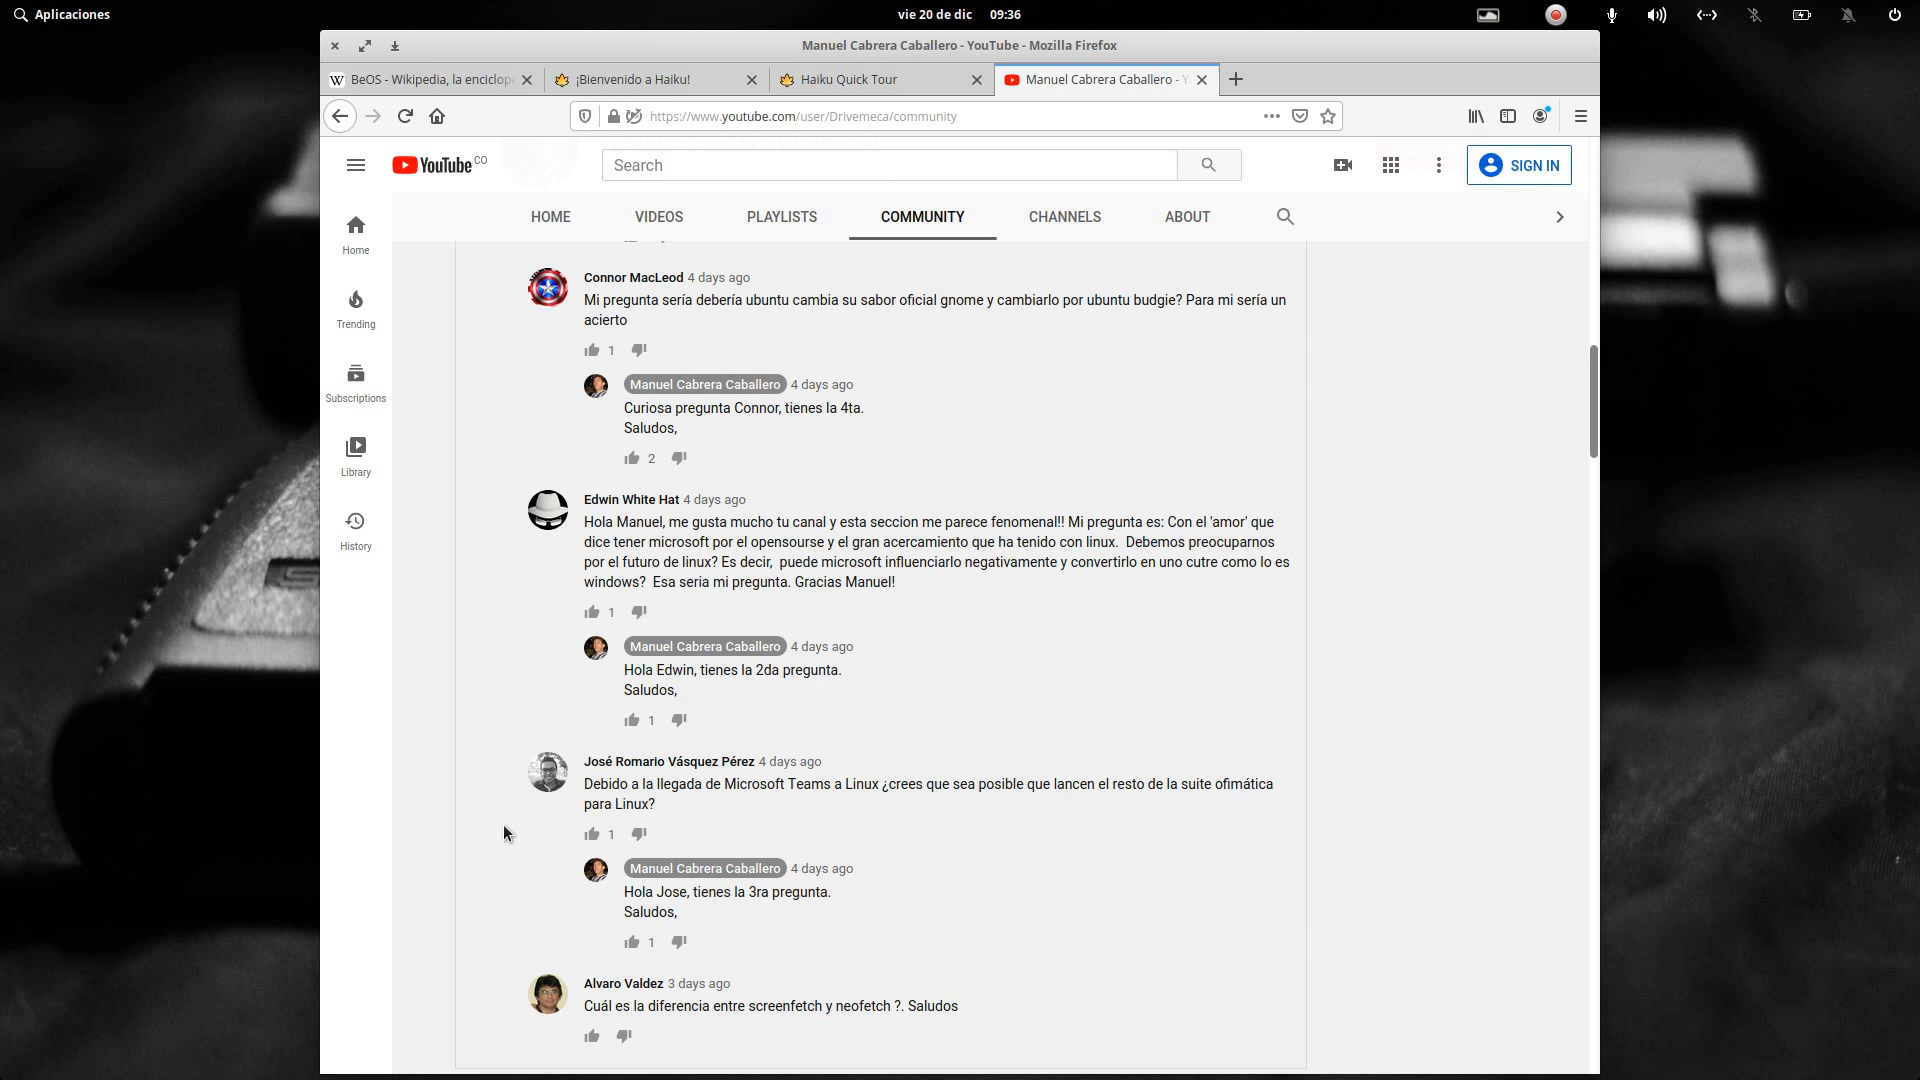 Aplicaciones
vie 20 de dic 09:36
Manuel Cabrera Caballero - YouTube - Mozilla Firefox
BeOS - Wikipedia, la enciclop
¡Bienvenido a Haiku!
Haiku Quick Tour
Manuel Cabrera Caballero - Y
https://www.youtube.com/user/Drivemeca/community
YouTube CO
Search
SIGN IN
HOME
VIDEOS
PLAYLISTS
COMMUNITY
CHANNELS
ABOUT
Home
Trending
Subscriptions
Library
History
Connor MacLeod 4 days ago
Mi pregunta sería debería ubuntu cambia su sabor oficial gnome y cambiarlo por ubuntu budgie? Para mi sería un
acierto
1
Manuel Cabrera Caballero 4 days ago
Curiosa pregunta Connor, tienes la 4ta.
Saludos,
2
Edwin White Hat 4 days ago
Hola Manuel, me gusta mucho tu canal y esta seccion me parece fenomenal!! Mi pregunta es: Con el 'amor' que
dice tener microsoft por el opensourse y el gran acercamiento que ha tenido con linux.  Debemos preocuparnos
por el futuro de linux? Es decir,  puede microsoft influenciarlo negativamente y convertirlo en uno cutre como lo es
windows?  Esa seria mi pregunta. Gracias Manuel!
1
Manuel Cabrera Caballero 4 days ago
Hola Edwin, tienes la 2da pregunta.
Saludos,
1
José Romario Vásquez Pérez 4 days ago
Debido a la llegada de Microsoft Teams a Linux ¿crees que sea posible que lancen el resto de la suite ofimática
para Linux?
1
Manuel Cabrera Caballero 4 days ago
Hola Jose, tienes la 3ra pregunta.
Saludos,
1
Alvaro Valdez 3 days ago
Cuál es la diferencia entre screenfetch y neofetch ?. Saludos